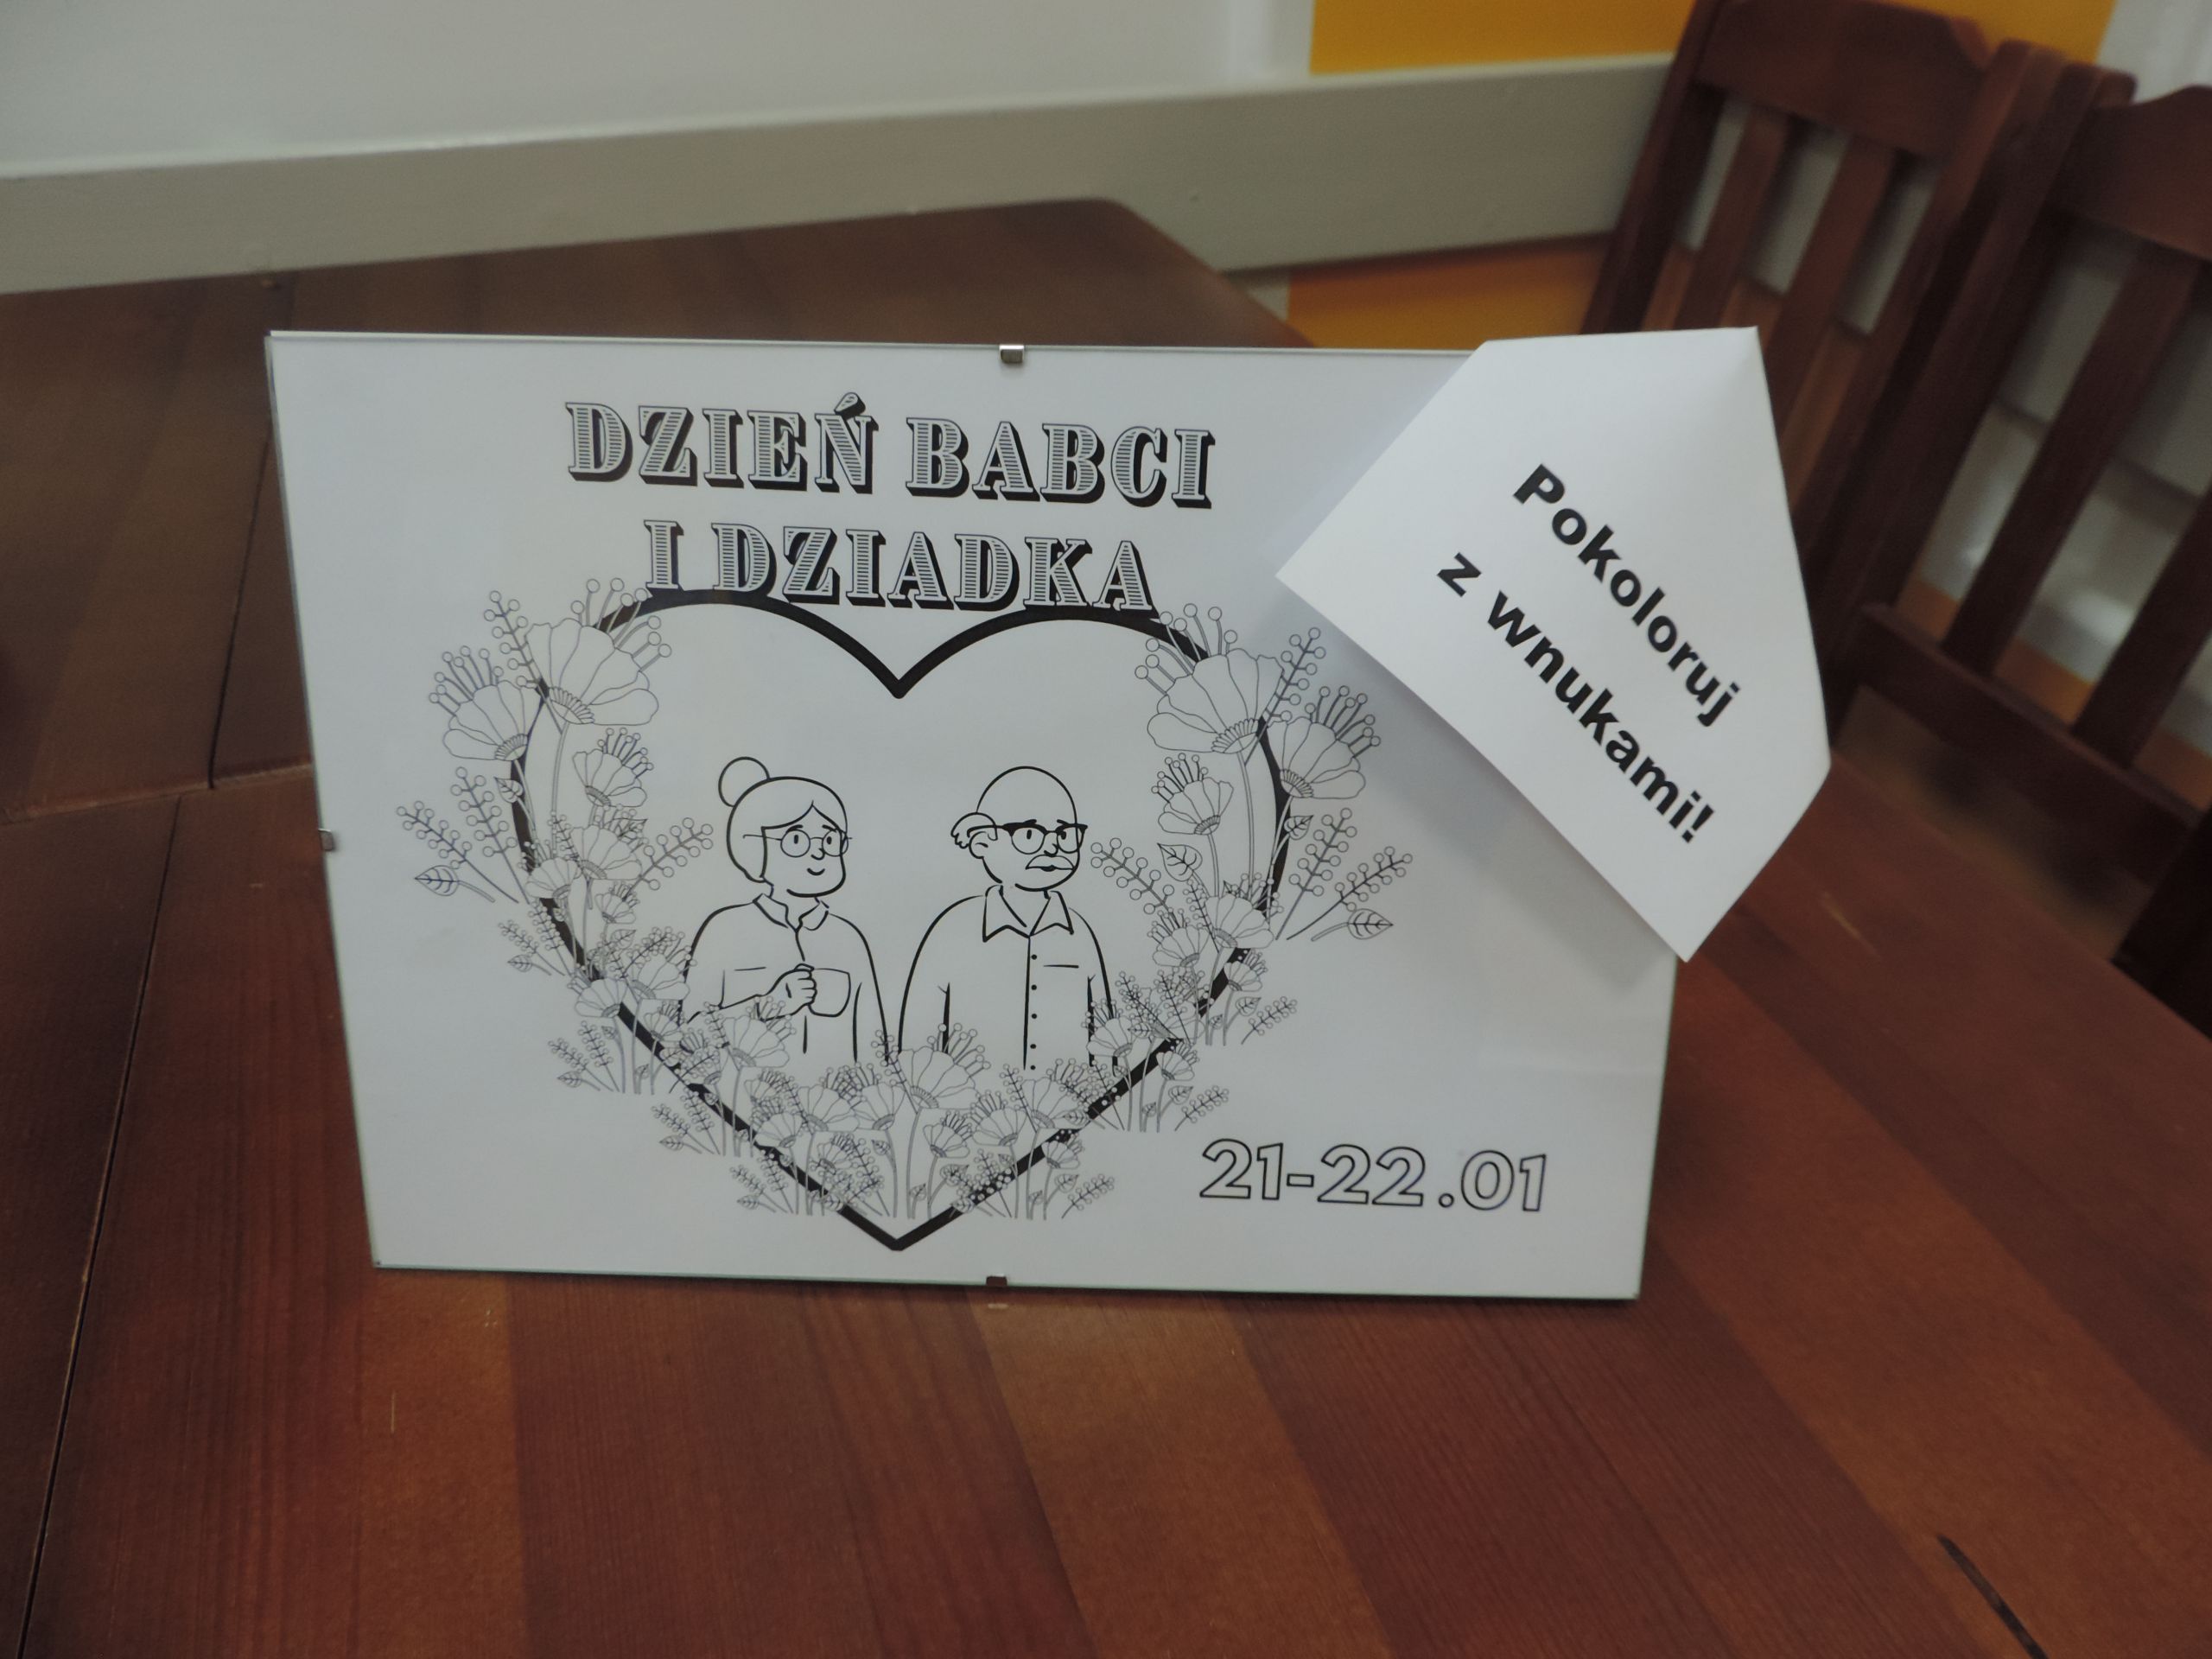 DZIEŃ BABCI
I DZIADKA
Pokoloruj
z wnukami!
21-22.01